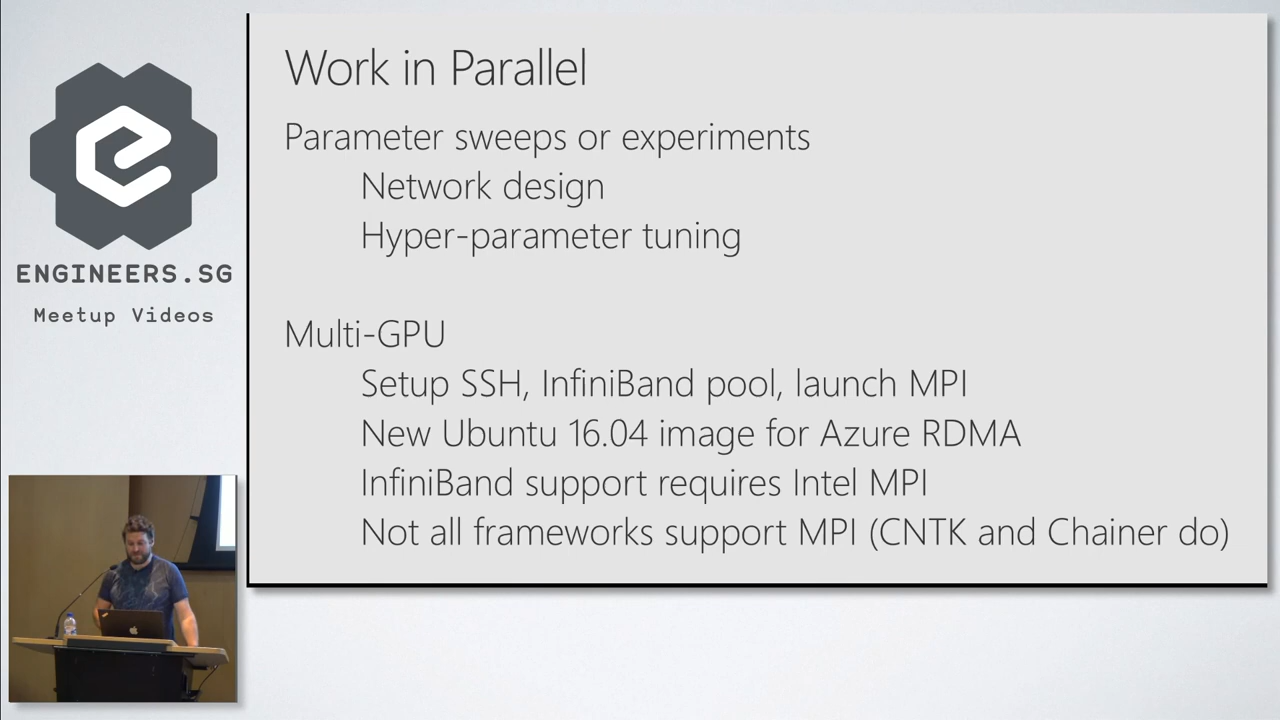 ENGINEERS.SG
Meetup Videos
Work in Parallel
Parameter sweeps or experiments
Network design
Hyper-parameter tuning
Multi-GPU
Setup SSH, InfiniBand pool, launch MPI
New Ubuntu 16.04 image for Azure RDMA
InfiniBand support requires Intel MPI
Not all frameworks support MPI (CNTK and Chainer do)